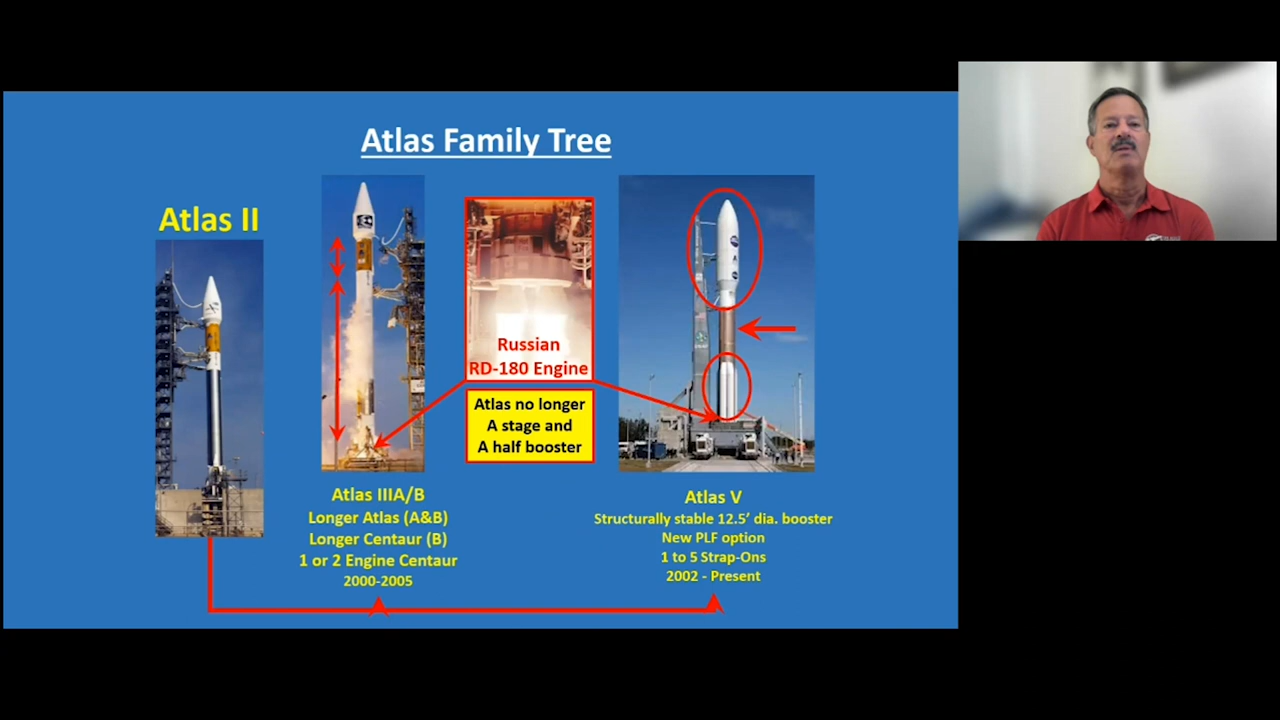 Atlas Family Tree
Atlas II
Russian
RD-180 Engine
Atlas no longer
A stage and
A half booster
Atlas IIIA/B
Longer Atlas (A&B)
Longer Centaur (B)
1 or 2 Engine Centaur
2000-2005
Atlas V
Structurally stable 12.5’ dia. booster
New PLF option
1 to 5 Strap-Ons
2002 - Present